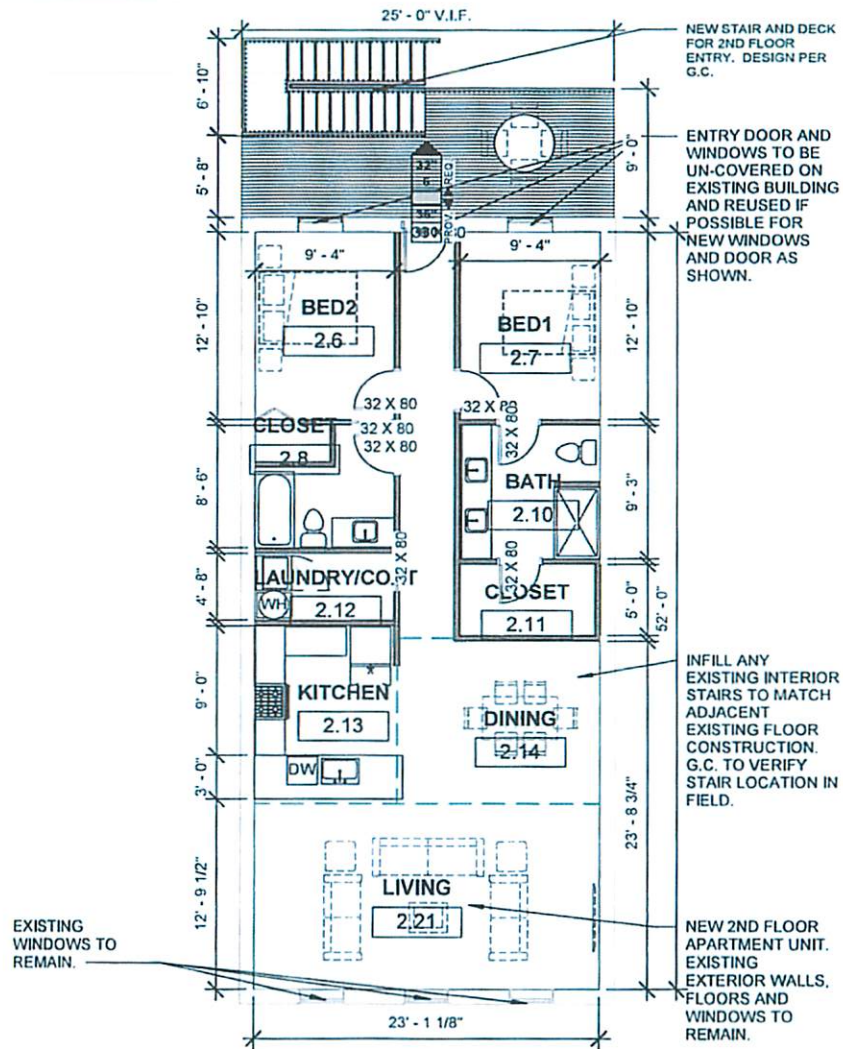 25' - 0" V.I.F.
NEW STAIR AND DECK
FOR 2ND FLOOR
ENTRY. DESIGN PER
G.C.
6' - 10"
5' - 8"
9' - 0"
ENTRY DOOR AND
WINDOWS TO BE
UN-COVERED ON
EXISTING BUILDING
AND REUSED IF
POSSIBLE FOR
NEW WINDOWS
AND DOOR AS
SHOWN.
32"
6
36"
REQ
PROV.
9' - 4"
9' - 4"
12' - 10"
12' - 10"
BED2
2.6
BED1
2.7
32 X 80
32 X 80
32 X 80
32 X 80
CLOSET
2.8
8' - 6"
9' - 3"
BATH
2.10
4' - 8"
LAUNDRY/CO
WH
2.12
32 X 80
32 X 80
CLOSET
2.11
5' - 0"
52' - 0"
9' - 0"
KITCHEN
2.13
DINING
2.14
INFILL ANY
EXISTING INTERIOR
STAIRS TO MATCH
ADJACENT
EXISTING FLOOR
CONSTRUCTION.
G.C. TO VERIFY
STAIR LOCATION IN
FIELD.
3' - 0"
DW
23' - 8 3/4"
12' - 9 1/2"
LIVING
2.21
EXISTING
WINDOWS TO
REMAIN.
NEW 2ND FLOOR
APARTMENT UNIT.
EXISTING
EXTERIOR WALLS,
FLOORS AND
WINDOWS TO
REMAIN.
23' - 1 1/8"